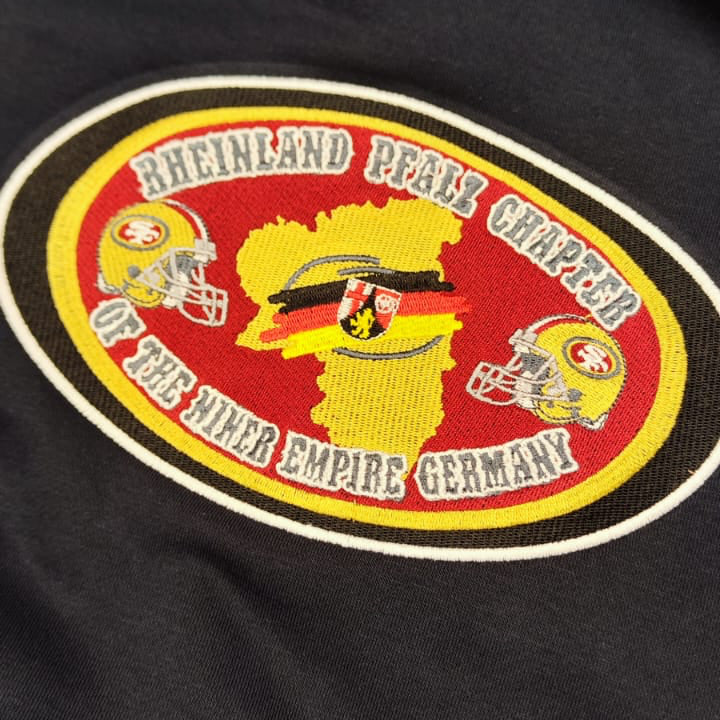 RHEINLAND PFALZ CHAPTER
OF THE NINER EMPIRE GERMANY